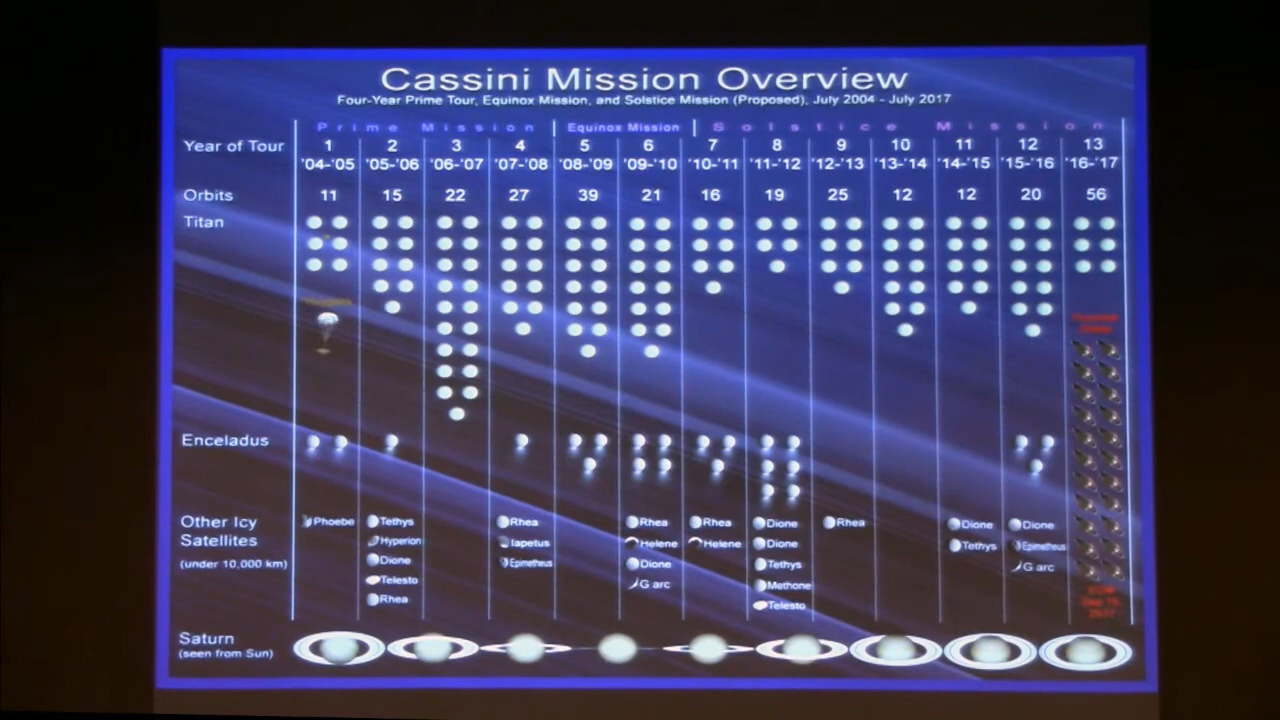 Cassini Mission Overview
Four-Year Prime Tour, Equinox Mission, and Solstice Mission (Proposed), July 2004 - July 2017
Prime Mission Equinox Mission Solstice Mission
Year of Tour 1 2 3 4 5 6 7 8 9 10 11 12 13
'04-'05 '05-'06 '06-'07 '07-'08 '08-'09 '09-'10 '10-'11 '11-'12 '12-'13 '13-'14 '14-'15 '15-'16 '16-'17
Orbits 11 15 22 27 39 21 16 19 25 12 12 20 56
Titan
Enceladus
Other Icy Phoebe Tethys Rhea Rhea Rhea Dione Rhea Dione Dione
Satellites Hyperion Iapetus Helene Helene Dione Tethys Epimetheus
(under 10,000 km) Dione Epimetheus Dione Tethys G arc
Telesto G arc Methone
Rhea Telesto
Saturn
(seen from Sun)